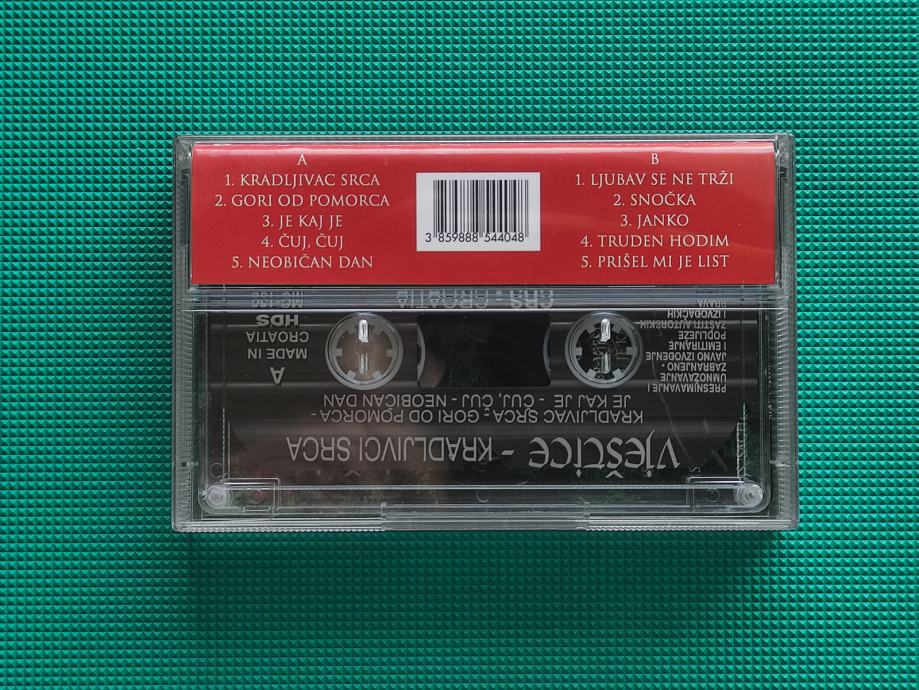 A
1. KRADLJIVAC SRCA
2. GORI OD POMORCA
3. JE KAJ JE
4. ČUJ, ČUJ
5. NEOBIČAN DAN
3 859888 544048
B
1. LJUBAV SE NE TRŽI
2. SNOČKA
3. JANKO
4. TRUDEN HODIM
5. PRIŠEL MI JE LIST
vještice - KRADLJIVCI SRCA
KRADLJIVAC SRCA - GORI OD POMORCA -
JE KAJ JE - ČUJ, ČUJ - NEOBIČAN DAN
PRESNIMAVANJE I
UMNOŽAVANJE
ZABRANJENO -
JAVNO IZVOĐENJE
I EMITIRANJE
PODLIJEŽE
ZAŠTITI AUTORSKIH
I IZVOĐAČKIH
PRAVA
A
MADE IN
CROATIA
HDS
CROATIA